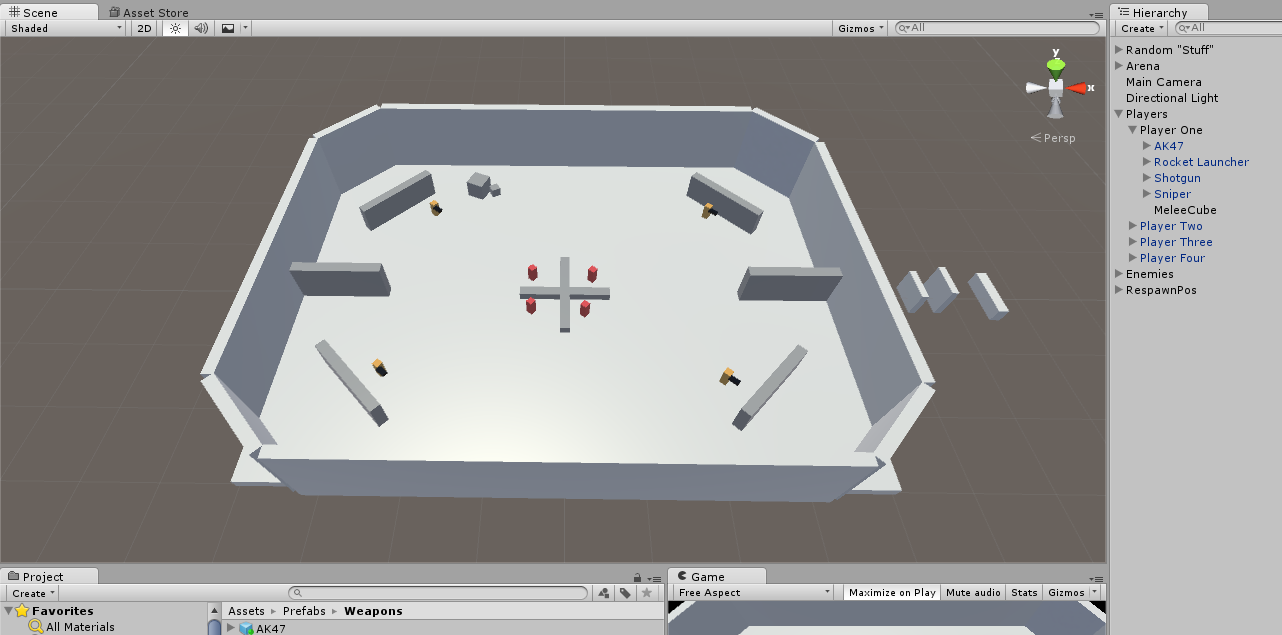 Scene
Asset Store
Shaded
2D
Gizmos
All
y
x
Persp
Hierarchy
Create
All
Random "Stuff"
Arena
Main Camera
Directional Light
Players
Player One
AK47
Rocket Launcher
Shotgun
Sniper
MeleeCube
Player Two
Player Three
Player Four
Enemies
RespawnPos
Project
Create
Favorites
All Materials
Assets Prefabs Weapons
AK47
Game
Free Aspect
Maximize on Play
Mute audio
Stats
Gizmos